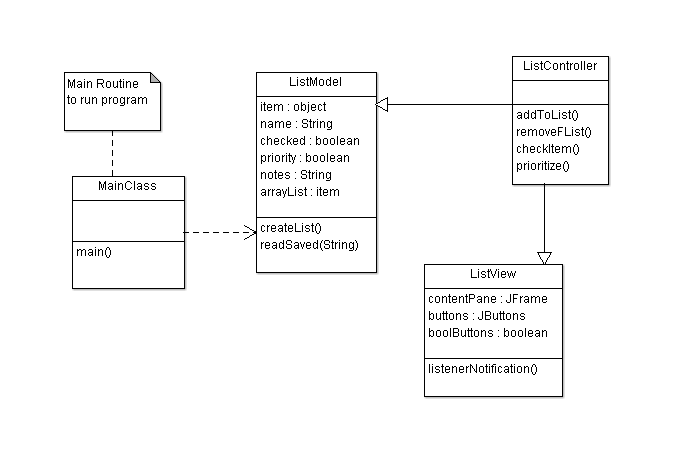 Main Routine
to run program
MainClass
main()
ListModel
item : object
name : String
checked : boolean
priority : boolean
notes : String
arrayList : item
createList()
readSaved(String)
ListController
addToList()
removeFList()
checkItem()
prioritize()
ListView
contentPane : JFrame
buttons : JButtons
boolButtons : boolean
listenerNotification()